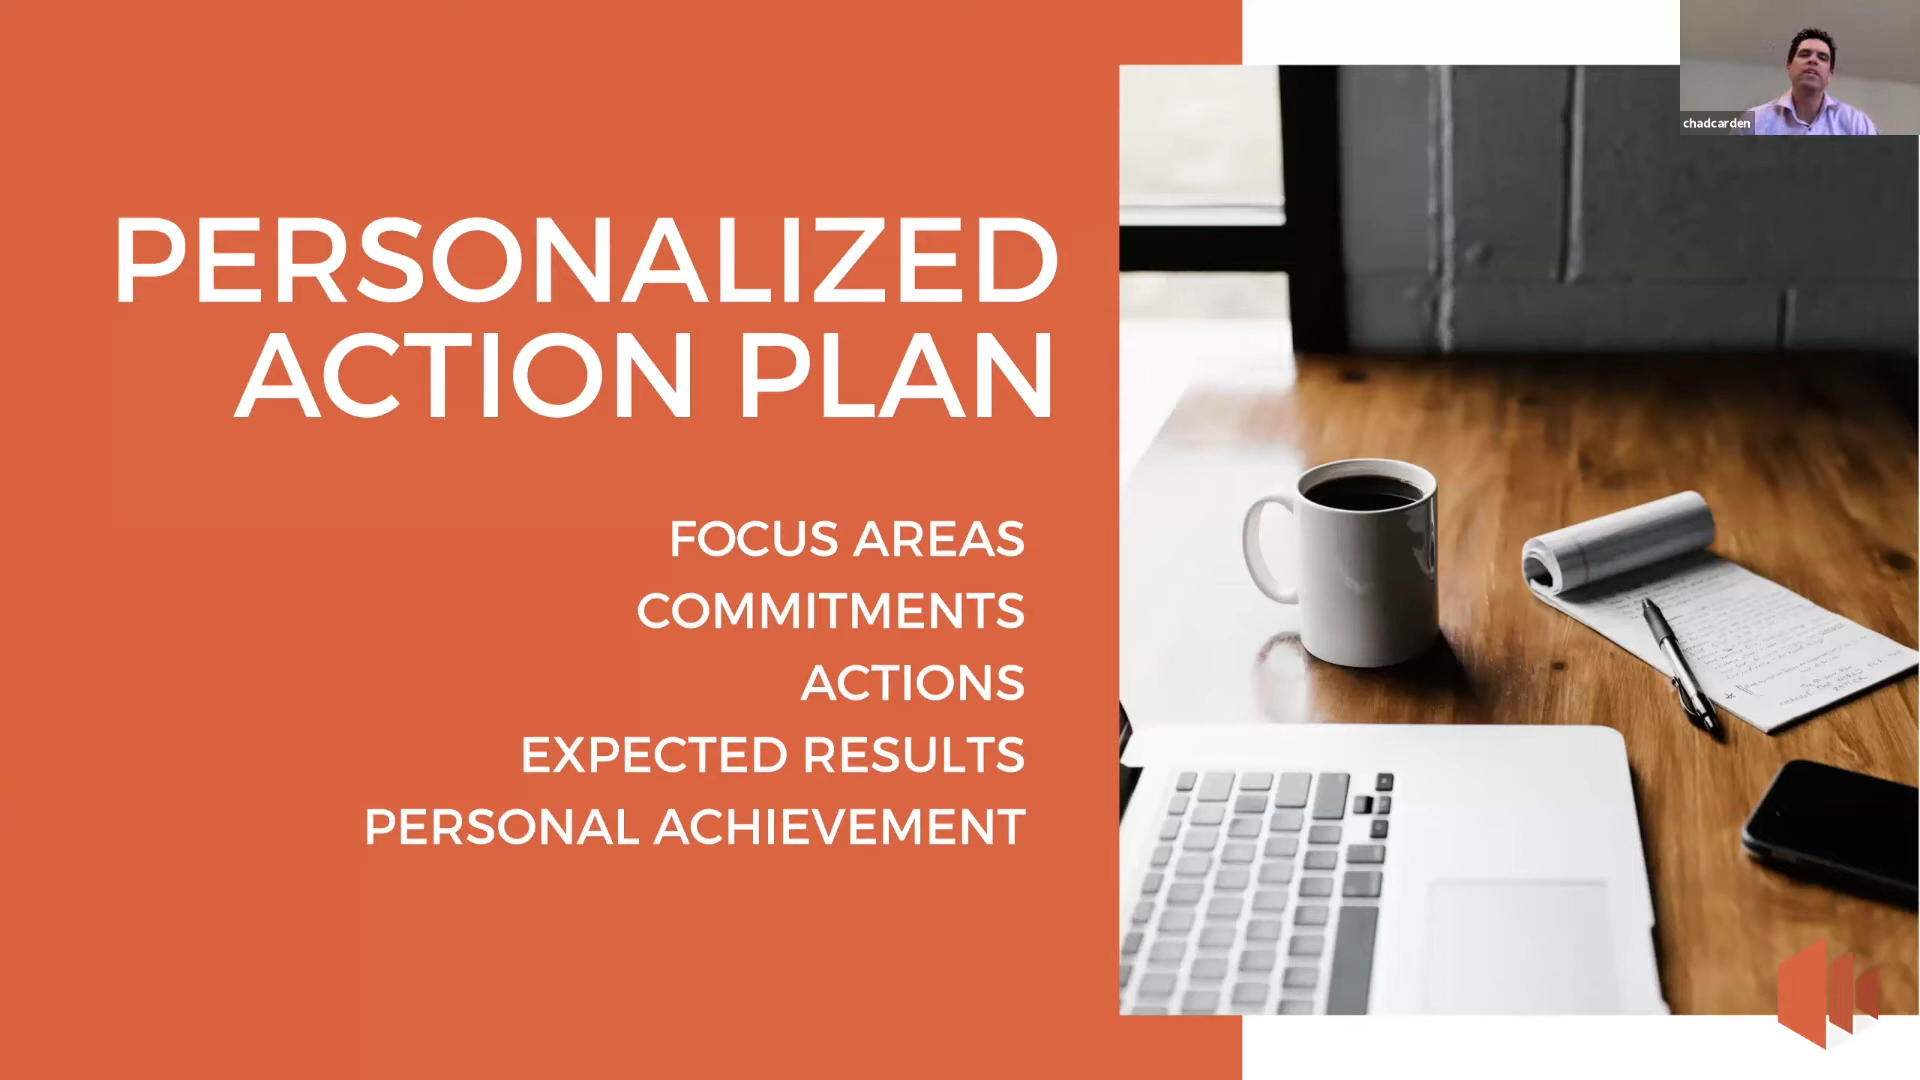 PERSONALIZED
ACTION PLAN
FOCUS AREAS
COMMITMENTS
ACTIONS
EXPECTED RESULTS
PERSONAL ACHIEVEMENT
chadcarden